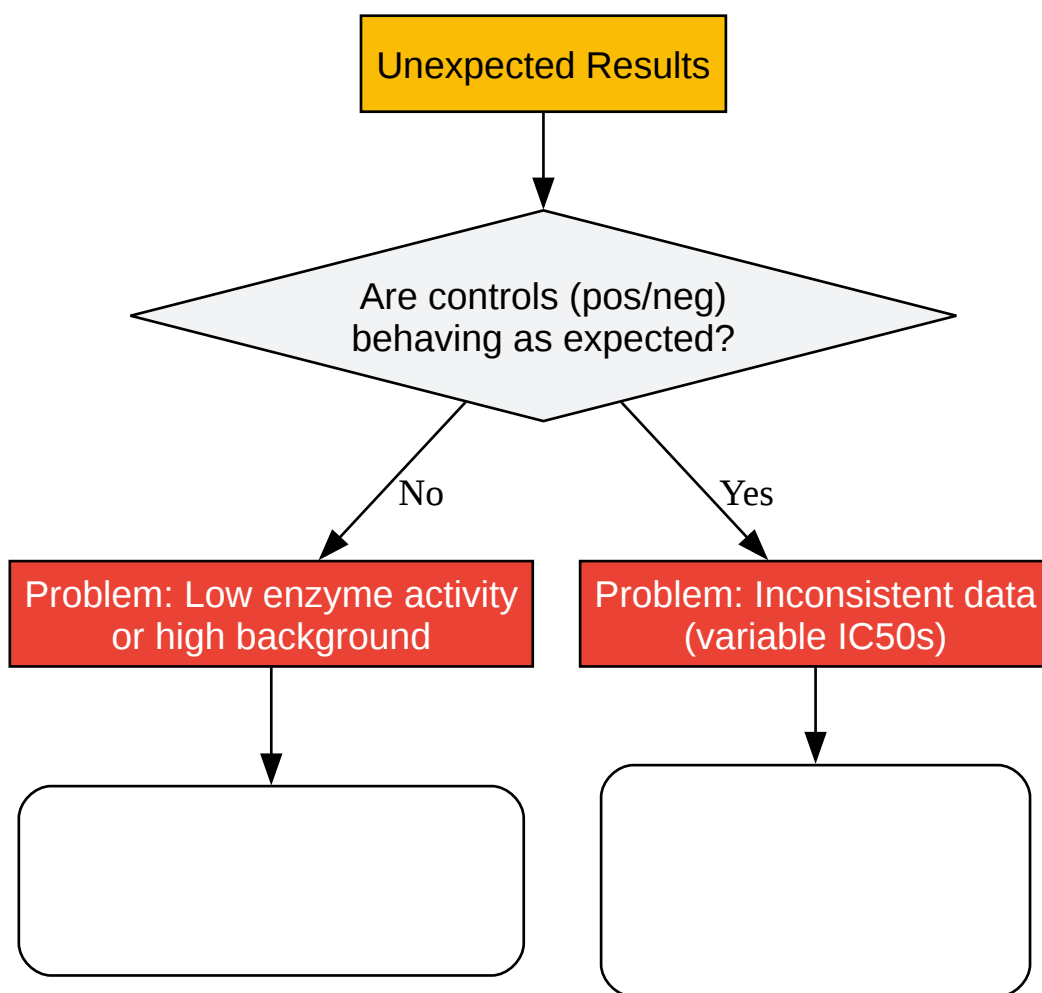 Unexpected Results
Are controls (pos/neg)
behaving as expected?
No
Yes
Problem: Low enzyme activity
or high background
Problem: Inconsistent data
(variable IC50s)